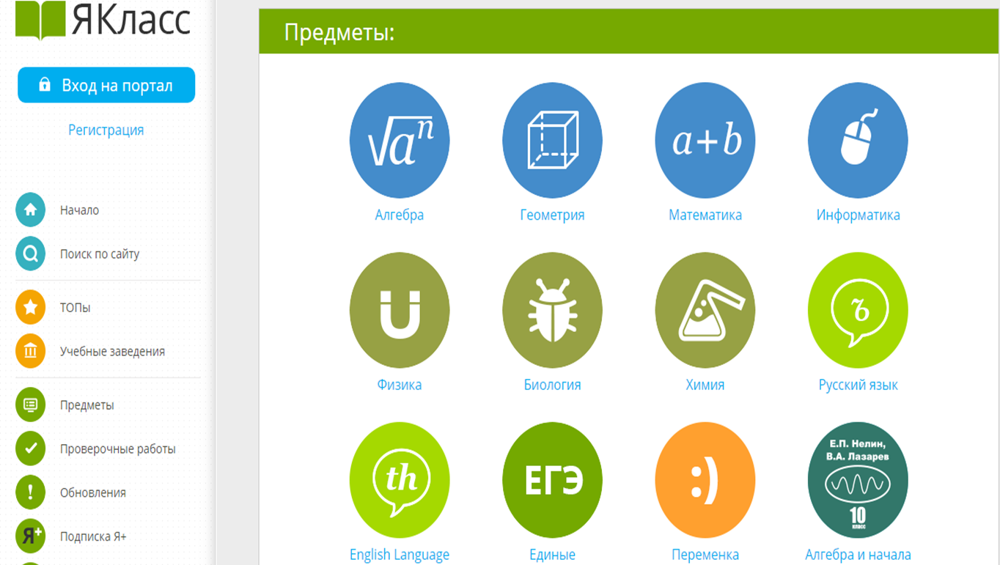 ЯКласс
Вход на портал
Регистрация
Начало
Поиск по сайту
ТОПы
Учебные заведения
Предметы
Проверочные работы
Обновления
Я+
Подписка Я+
Предметы:
√aⁿ
a+b
Алгебра
Геометрия
Математика
Информатика
ъ
Физика
Биология
Химия
Русский язык
th
ЕГЭ
:)
Е.П. Нелин,
В.А. Лазарев
10
класс
English Language
Единые
Переменка
Алгебра и начала